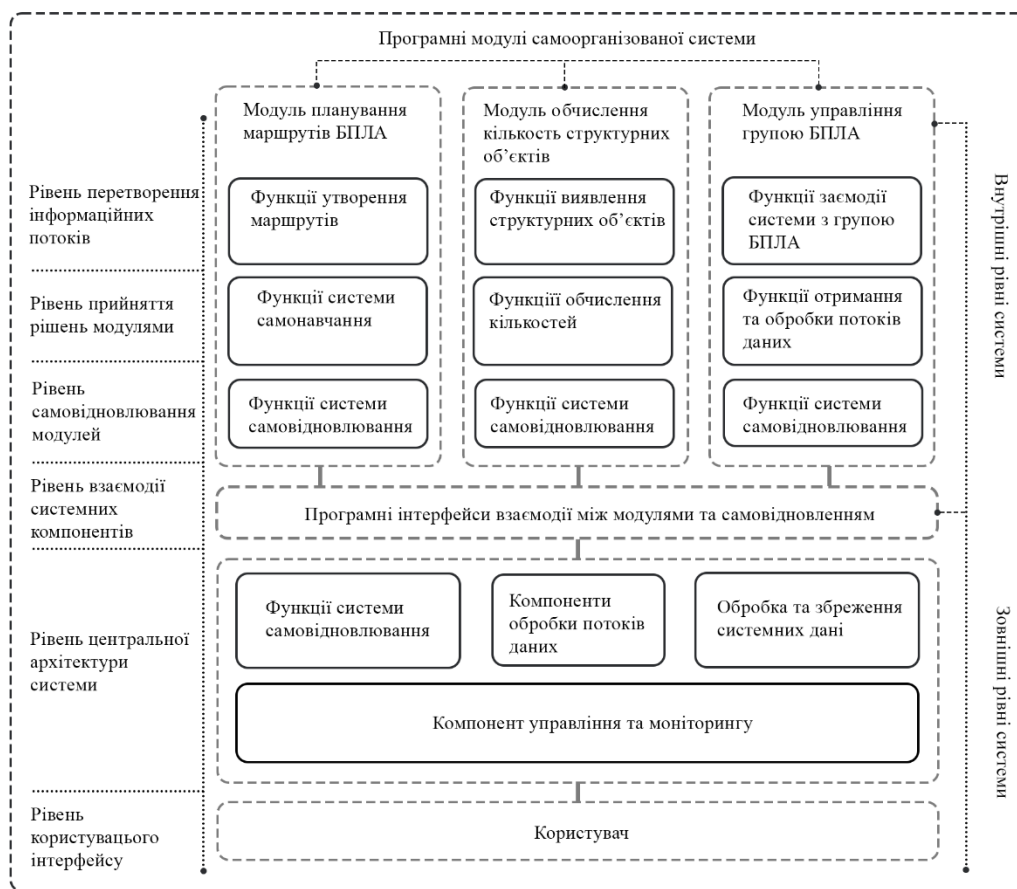 Програмні модулі самоорганізованої системи
Модуль планування
маршрутів БПЛА
Модуль обчислення
кількость структурних
об’єктів
Модуль управління
групою БПЛА
Рівень перетворення
інформаційних
потоків
Функції утворення
маршрутів
Функції виявлення
структурних об’єктів
Функції заємодії
системи з групою
БПЛА
Рівень прийняття
рішень модулями
Функції системи
самонавчання
Функціїї обчислення
кількостей
Функції отримання
та обробки потоків
даних
Рівень
самовідновлювання
модулей
Функції системи
самовідновлювання
Функції системи
самовідновлювання
Функції системи
самовідновлювання
Внутрішні рівні системи
Рівень взаємодії
системних
компонентів
Програмні інтерфейси взаємодії між модулями та самовідновленням
Рівень центральної
архітектури
системи
Функції системи
самовідновлювання
Компоненти
обробки потоків
даних
Обробка та збреження
системних дані
Компонент управління та моніторингу
Зовнішні рівні системи
Рівень
користувацього
інтерфейсу
Користувач